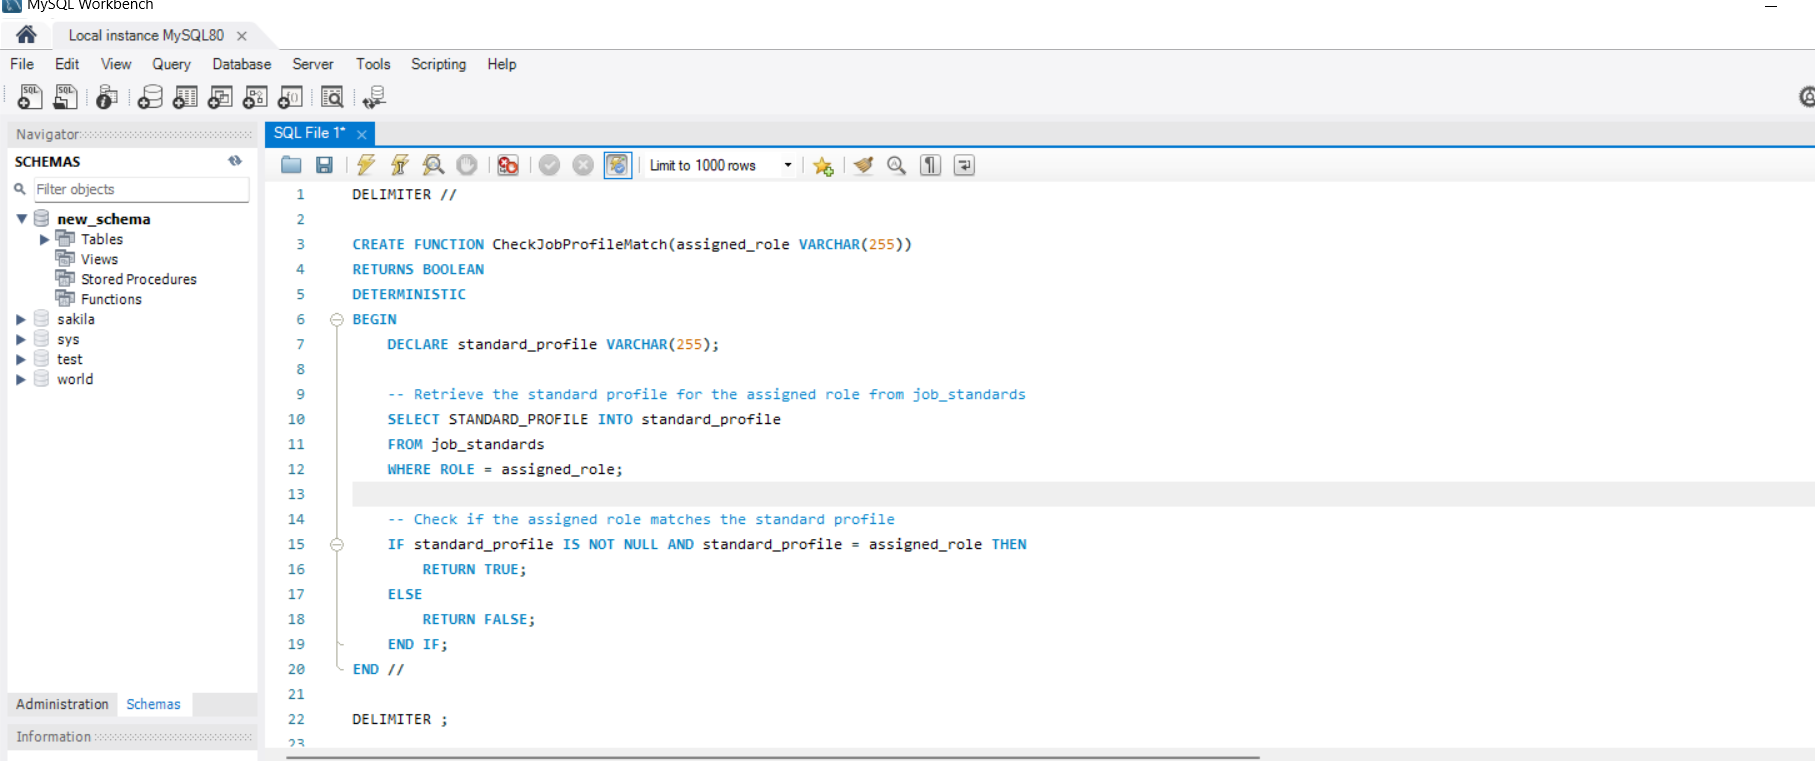 MySQL Workbench
Local instance MySQL80
File Edit View Query Database Server Tools Scripting Help
Navigator
SCHEMAS
Filter objects
new_schema
Tables
Views
Stored Procedures
Functions
sakila
sys
test
world
Administration Schemas
Information
SQL File 1*
Limit to 1000 rows
1 DELIMITER //
2
3 CREATE FUNCTION CheckJobProfileMatch(assigned_role VARCHAR(255))
4 RETURNS BOOLEAN
5 DETERMINISTIC
6 BEGIN
7 DECLARE standard_profile VARCHAR(255);
8
9 -- Retrieve the standard profile for the assigned role from job_standards
10 SELECT STANDARD_PROFILE INTO standard_profile
11 FROM job_standards
12 WHERE ROLE = assigned_role;
13
14 -- Check if the assigned role matches the standard profile
15 IF standard_profile IS NOT NULL AND standard_profile = assigned_role THEN
16 RETURN TRUE;
17 ELSE
18 RETURN FALSE;
19 END IF;
20 END //
21
22 DELIMITER ;
23